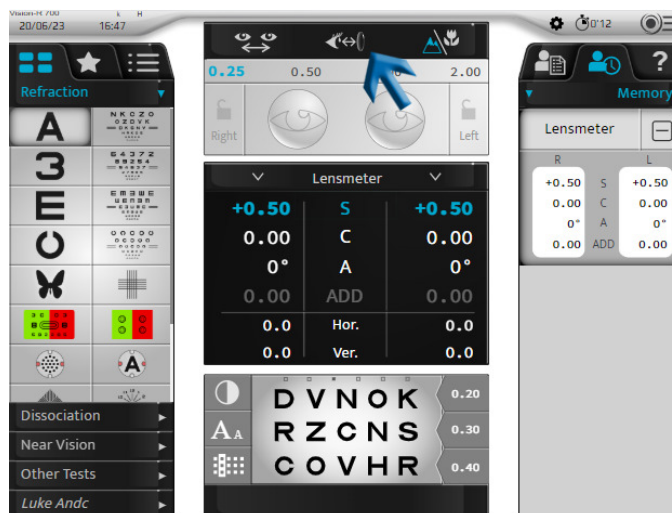 Vision-R 700
20/06/23 16:47
0'12
Refraction
A
3
E
NKOZO
A
Dissociation
Near Vision
Other Tests
Luke Andc
0.25 0.50 2.00
Right
Left
Lensmeter
+0.50 S +0.50
0.00 C 0.00
0° A 0°
0.00 ADD 0.00
0.0 Hor. 0.0
0.0 Ver. 0.0
AA
DVNOK 0.20
RZCNS 0.30
COVHR 0.40
?
Memory
Lensmeter
R L
+0.50 S +0.50
0.00 C 0.00
0° A 0°
0.00 ADD 0.00